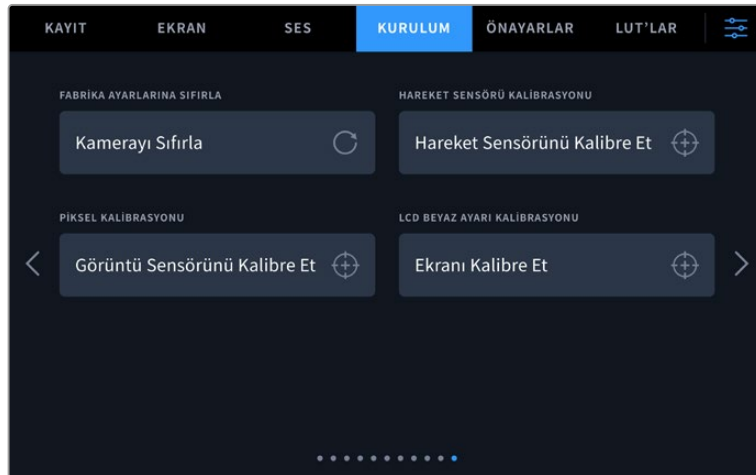 KAYIT EKRAN SES KURULUM ÖNAYARLAR LUT’LAR
FABRİKA AYARLARINA SIFIRLA
Kamerayı Sıfırla
HAREKET SENSÖRÜ KALİBRASYONU
Hareket Sensörünü Kalibre Et
PİKSEL KALİBRASYONU
Görüntü Sensörünü Kalibre Et
LCD BEYAZ AYARI KALİBRASYONU
Ekranı Kalibre Et